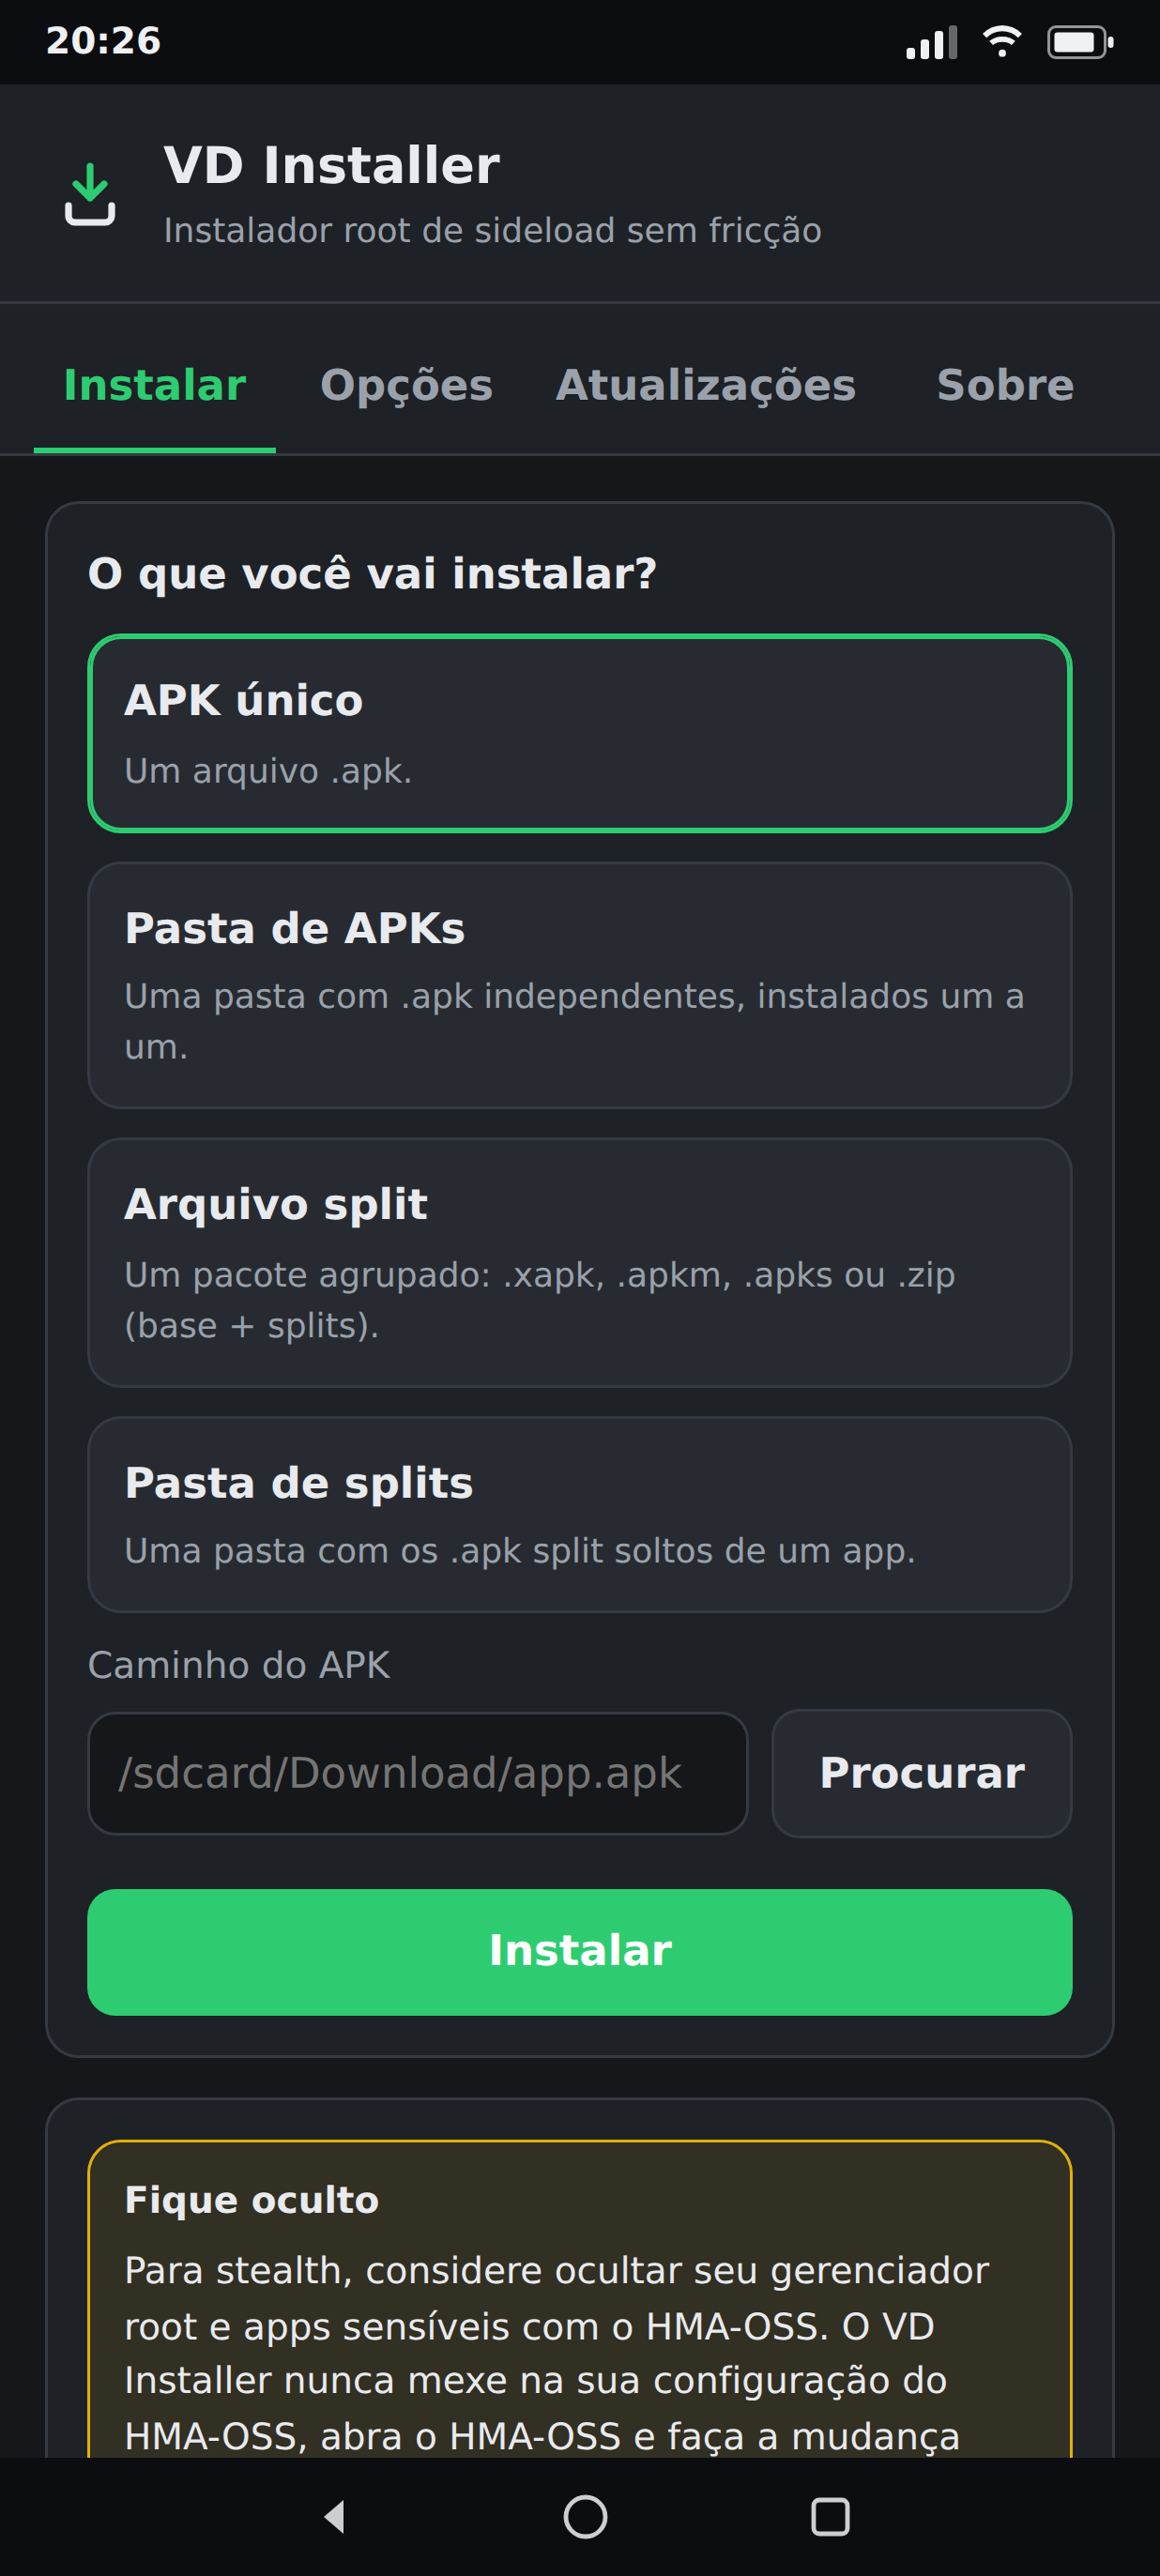 20:26
VD Installer
Instalador root de sideload sem fricção
Instalar
Opções
Atualizações
Sobre
O que você vai instalar?
APK único
Um arquivo .apk.
Pasta de APKs
Uma pasta com .apk independentes, instalados um a
um.
Arquivo split
Um pacote agrupado: .xapk, .apkm, .apks ou .zip
(base + splits).
Pasta de splits
Uma pasta com os .apk split soltos de um app.
Caminho do APK
/sdcard/Download/app.apk
Procurar
Instalar
Fique oculto
Para stealth, considere ocultar seu gerenciador
root e apps sensíveis com o HMA-OSS. O VD
Installer nunca mexe na sua configuração do
HMA-OSS, abra o HMA-OSS e faça a mudança